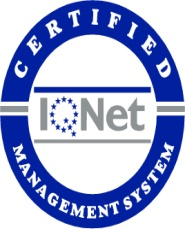 CERTIFIED
IQNet
MANAGEMENT SYSTEM